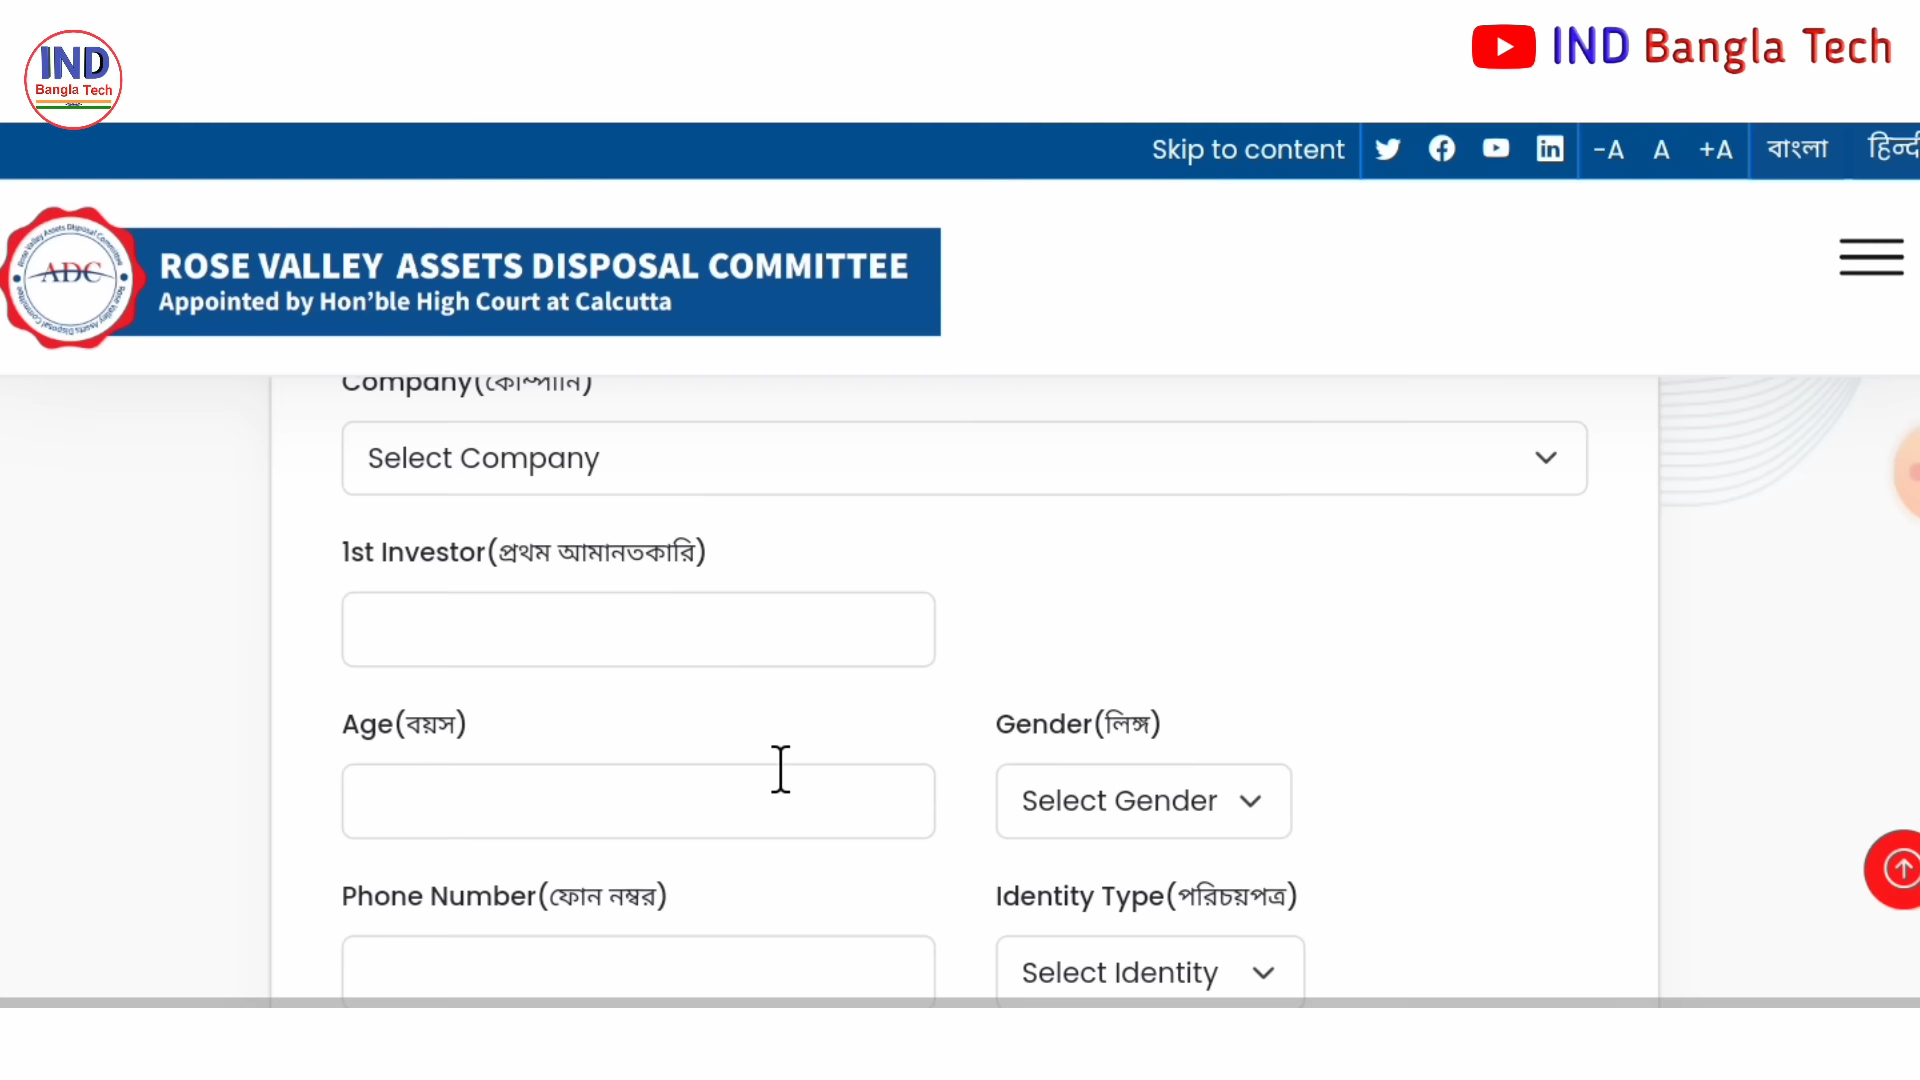 IND
Bangla Tech
IND Bangla Tech
Skip to content
-A A +A বাংলা
ADC
ROSE VALLEY ASSETS DISPOSAL COMMITTEE
Appointed by Hon'ble High Court at Calcutta
Company(কোম্পানি)
Select Company
1st Investor(প্রথম আমানতকারি)
Age(বয়স)
Gender(লিঙ্গ)
Select Gender
Phone Number(ফোন নম্বর)
Identity Type(পরিচয়পত্র)
Select Identity